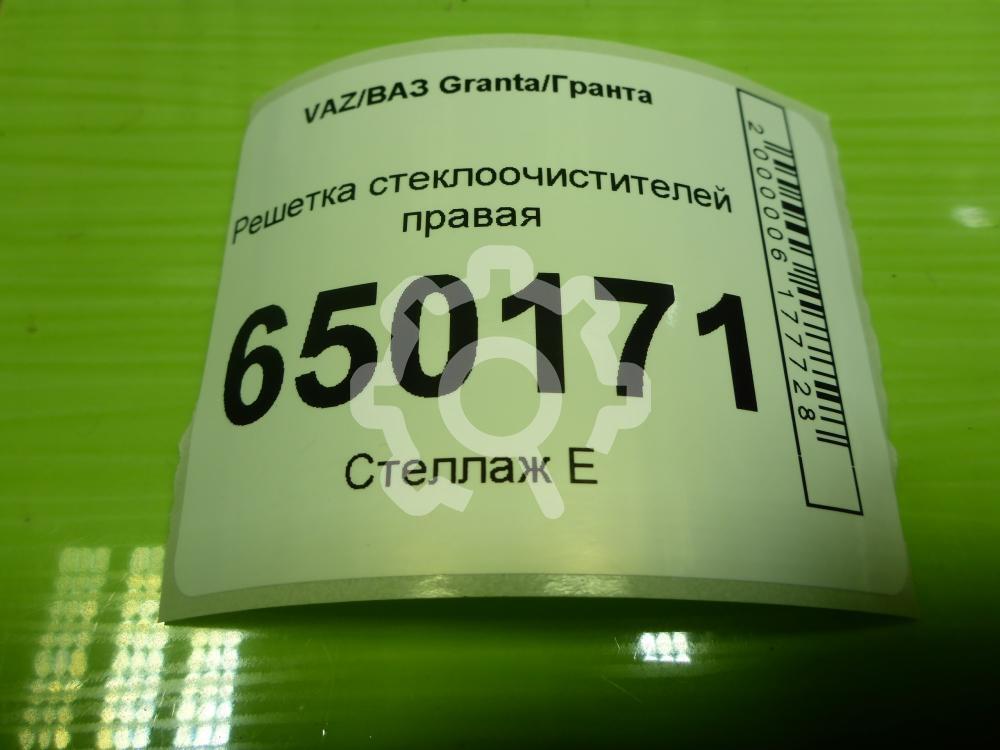 VAZ/ВАЗ Granta/Гранта
Решетка стеклоочистителей
правая
650171
Стеллаж E
2000006177728